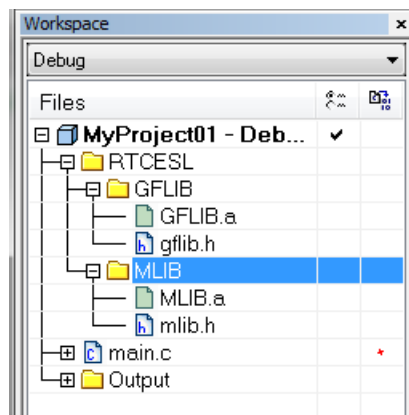 Workspace
Debug
Files
MyProject01 - Deb...
RTCESL
GFLIB
GFLIB.a
gflib.h
MLIB
MLIB.a
mlib.h
main.c
Output